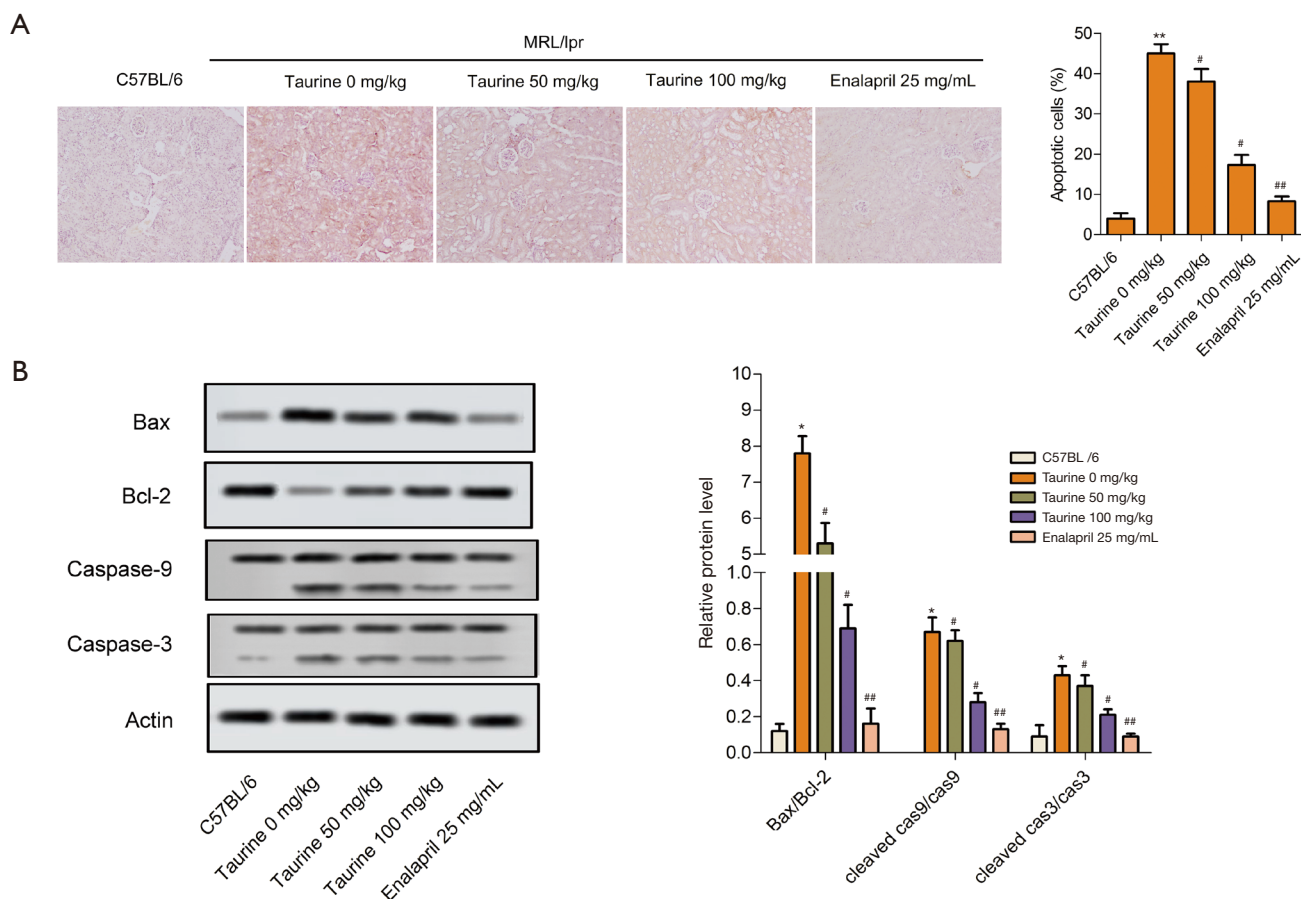 A
MRL/lpr
C57BL/6
Taurine 0 mg/kg
Taurine 50 mg/kg
Taurine 100 mg/kg
Enalapril 25 mg/mL
Apoptotic cells (%)
50
40
30
20
10
0
**
#
#
##
C57BL/6
Taurine 0 mg/kg
Taurine 50 mg/kg
Taurine 100 mg/kg
Enalapril 25 mg/mL
B
Bax
Bcl-2
Caspase-9
Caspase-3
Actin
C57BL/6
Taurine 0 mg/kg
Taurine 50 mg/kg
Taurine 100 mg/kg
Enalapril 25 mg/mL
Relative protein level
10
9
8
7
6
5
1.0
0.8
0.6
0.4
0.2
0.0
*
#
#
##
*
#
#
##
*
#
#
##
Bax/Bcl-2
cleaved cas9/cas9
cleaved cas3/cas3
C57BL /6
Taurine 0 mg/kg
Taurine 50 mg/kg
Taurine 100 mg/kg
Enalapril 25 mg/mL